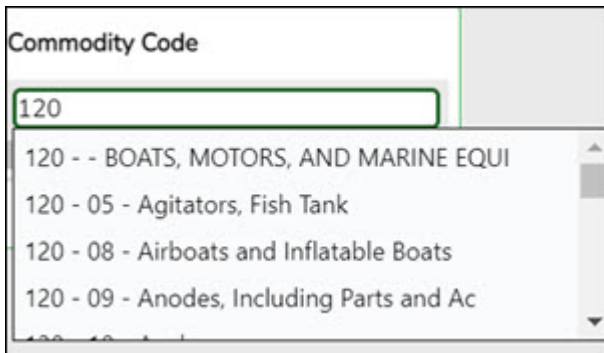 Commodity Code
120
120 - - BOATS, MOTORS, AND MARINE EQUI
120 - 05 - Agitators, Fish Tank
120 - 08 - Airboats and Inflatable Boats
120 - 09 - Anodes, Including Parts and Ac